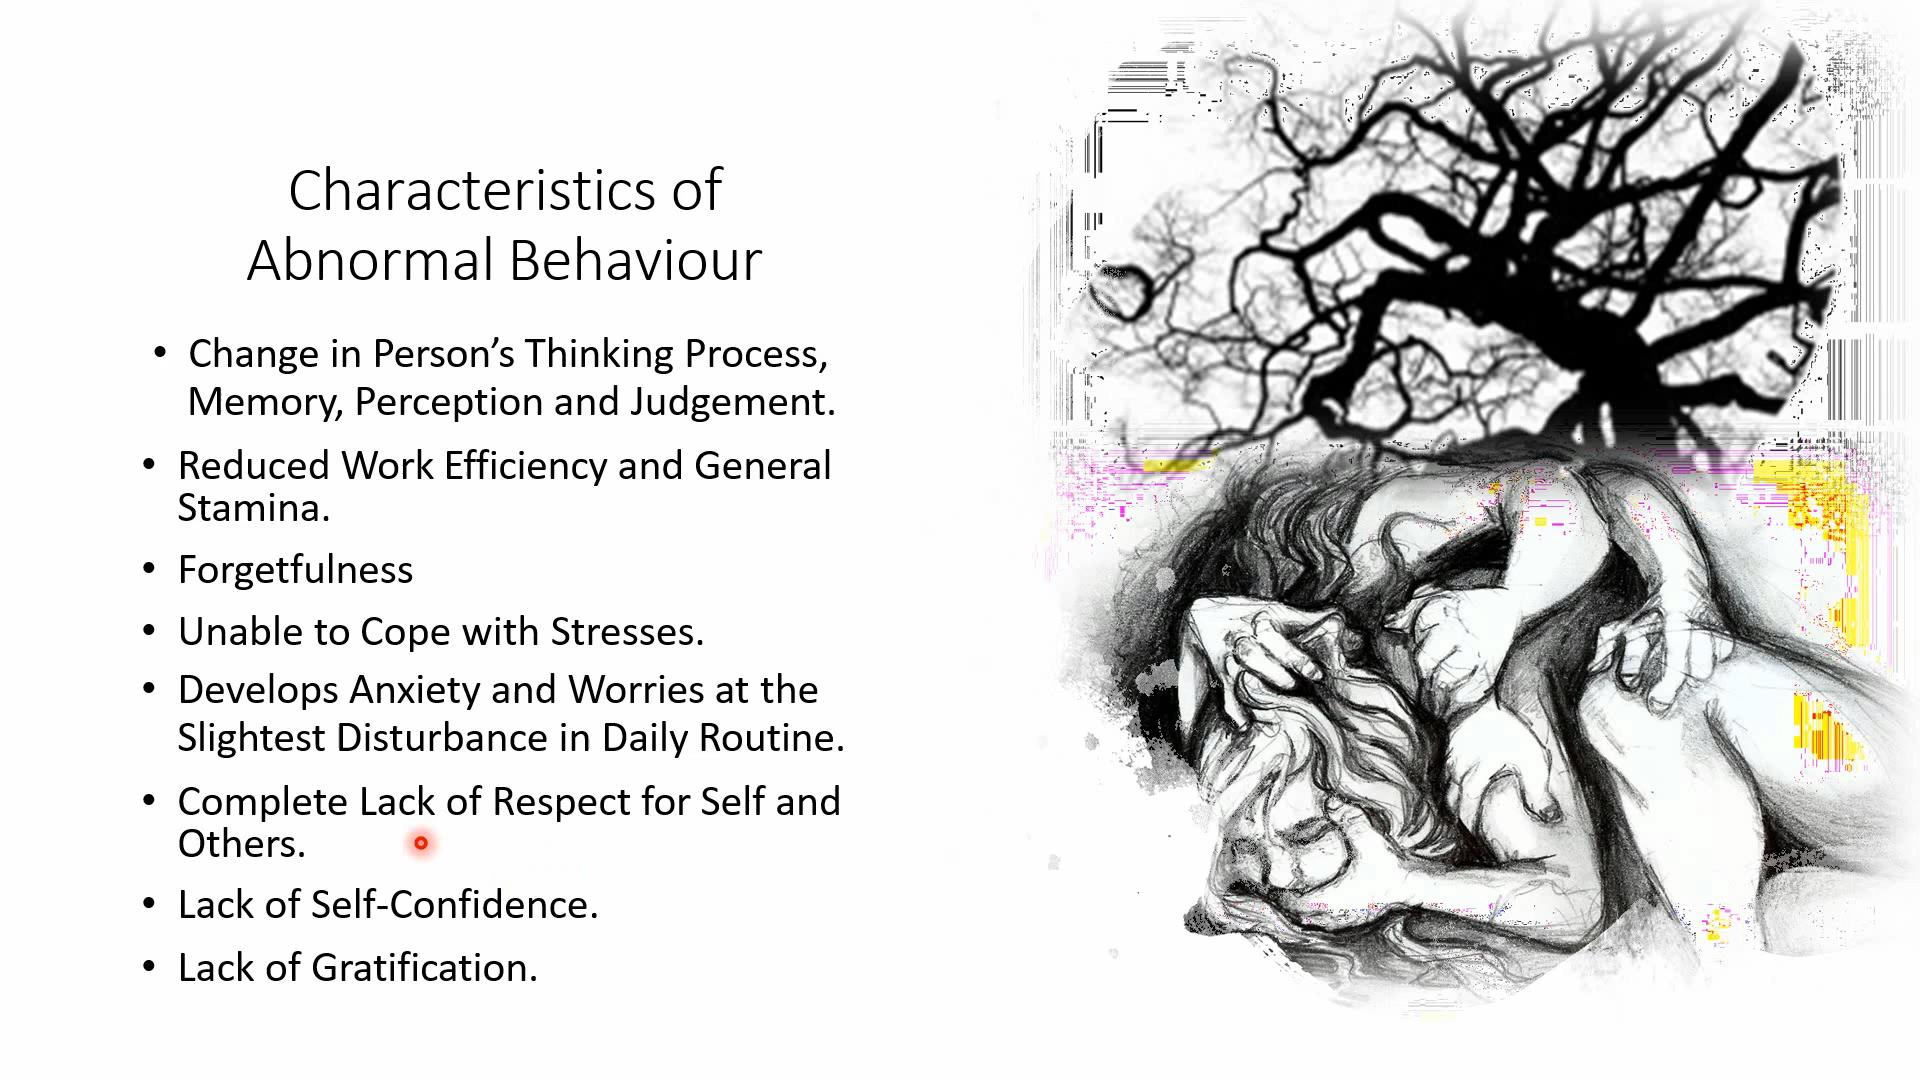 Characteristics of
Abnormal Behaviour
• Change in Person’s Thinking Process,
Memory, Perception and Judgement.
• Reduced Work Efficiency and General
Stamina.
• Forgetfulness
• Unable to Cope with Stresses.
• Develops Anxiety and Worries at the
Slightest Disturbance in Daily Routine.
• Complete Lack of Respect for Self and
Others.
• Lack of Self-Confidence.
• Lack of Gratification.